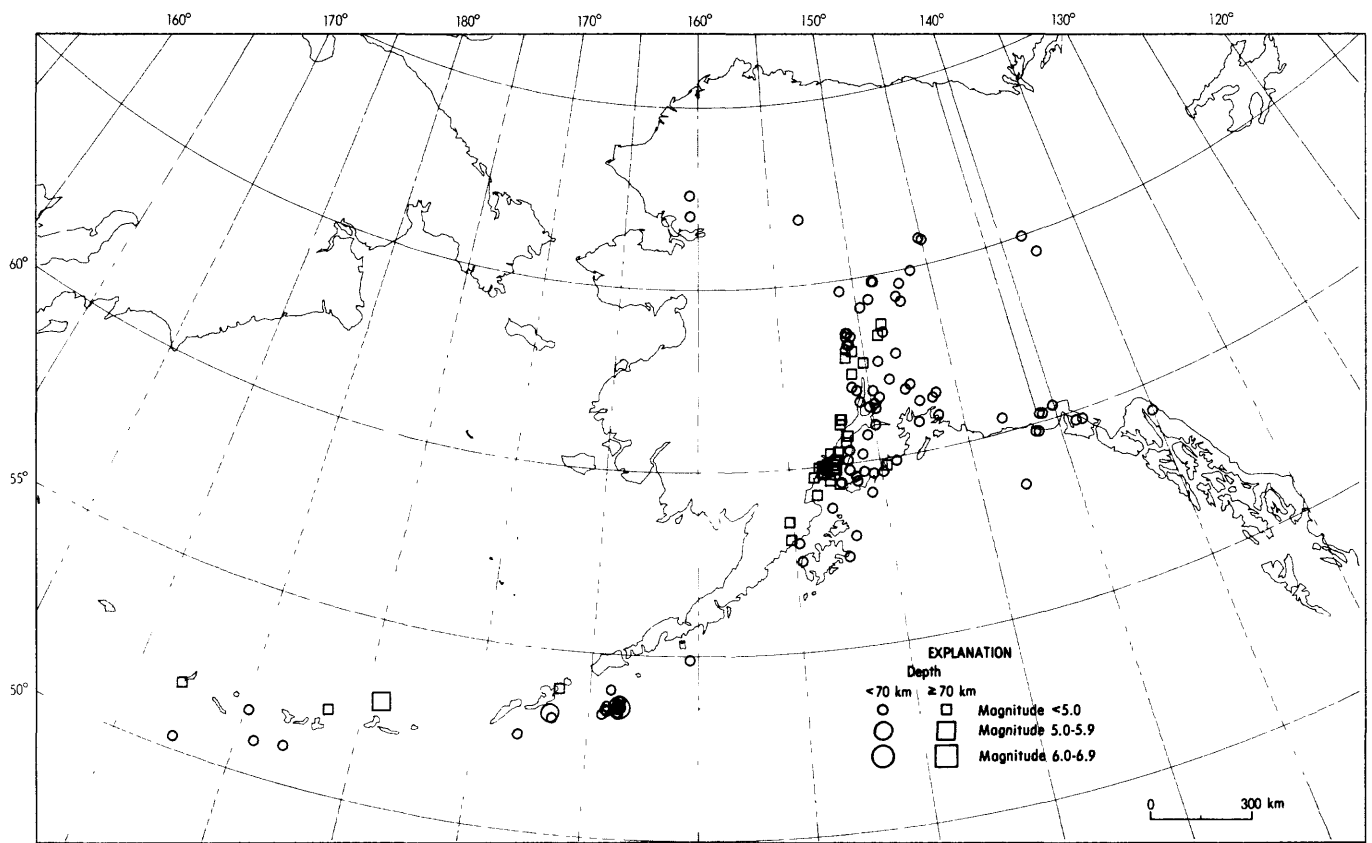 160° 170° 170° 160° 150° 140° 130° 120°
60°
55°
50°
EXPLANATION
Depth
<70 km ≥70 km
Magnitude <5.0
Magnitude 5.0-5.9
Magnitude 6.0-6.9
0 300 km